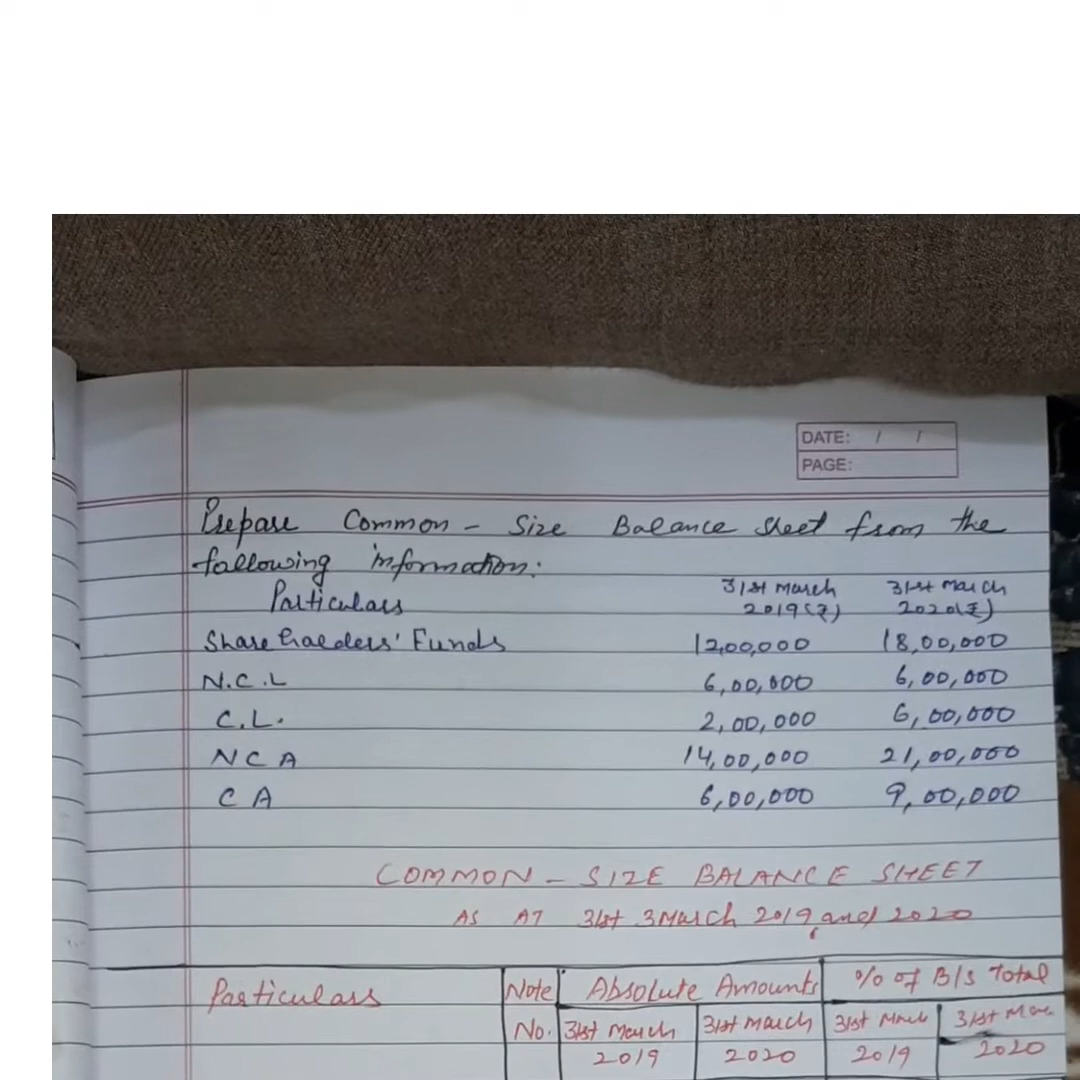 DATE: / /
PAGE:
Prepare Common - Size Balance Sheet from the
following information:
Particulars 31st March 2019(₹) 31st March 2020(₹)
Shareholders' Funds 12,00,000 18,00,000
N.C.L 6,00,000 6,00,000
C.L. 2,00,000 6,00,000
NCA 14,00,000 21,00,000
CA 6,00,000 9,00,000
COMMON - SIZE BALANCE SHEET
AS AT 31st 3March 2019 and 2020
Particulars Note Absolute Amounts % of B/S Total
No. 31st March 31st March 31st March 31st Mar
2019 2020 2019 2020